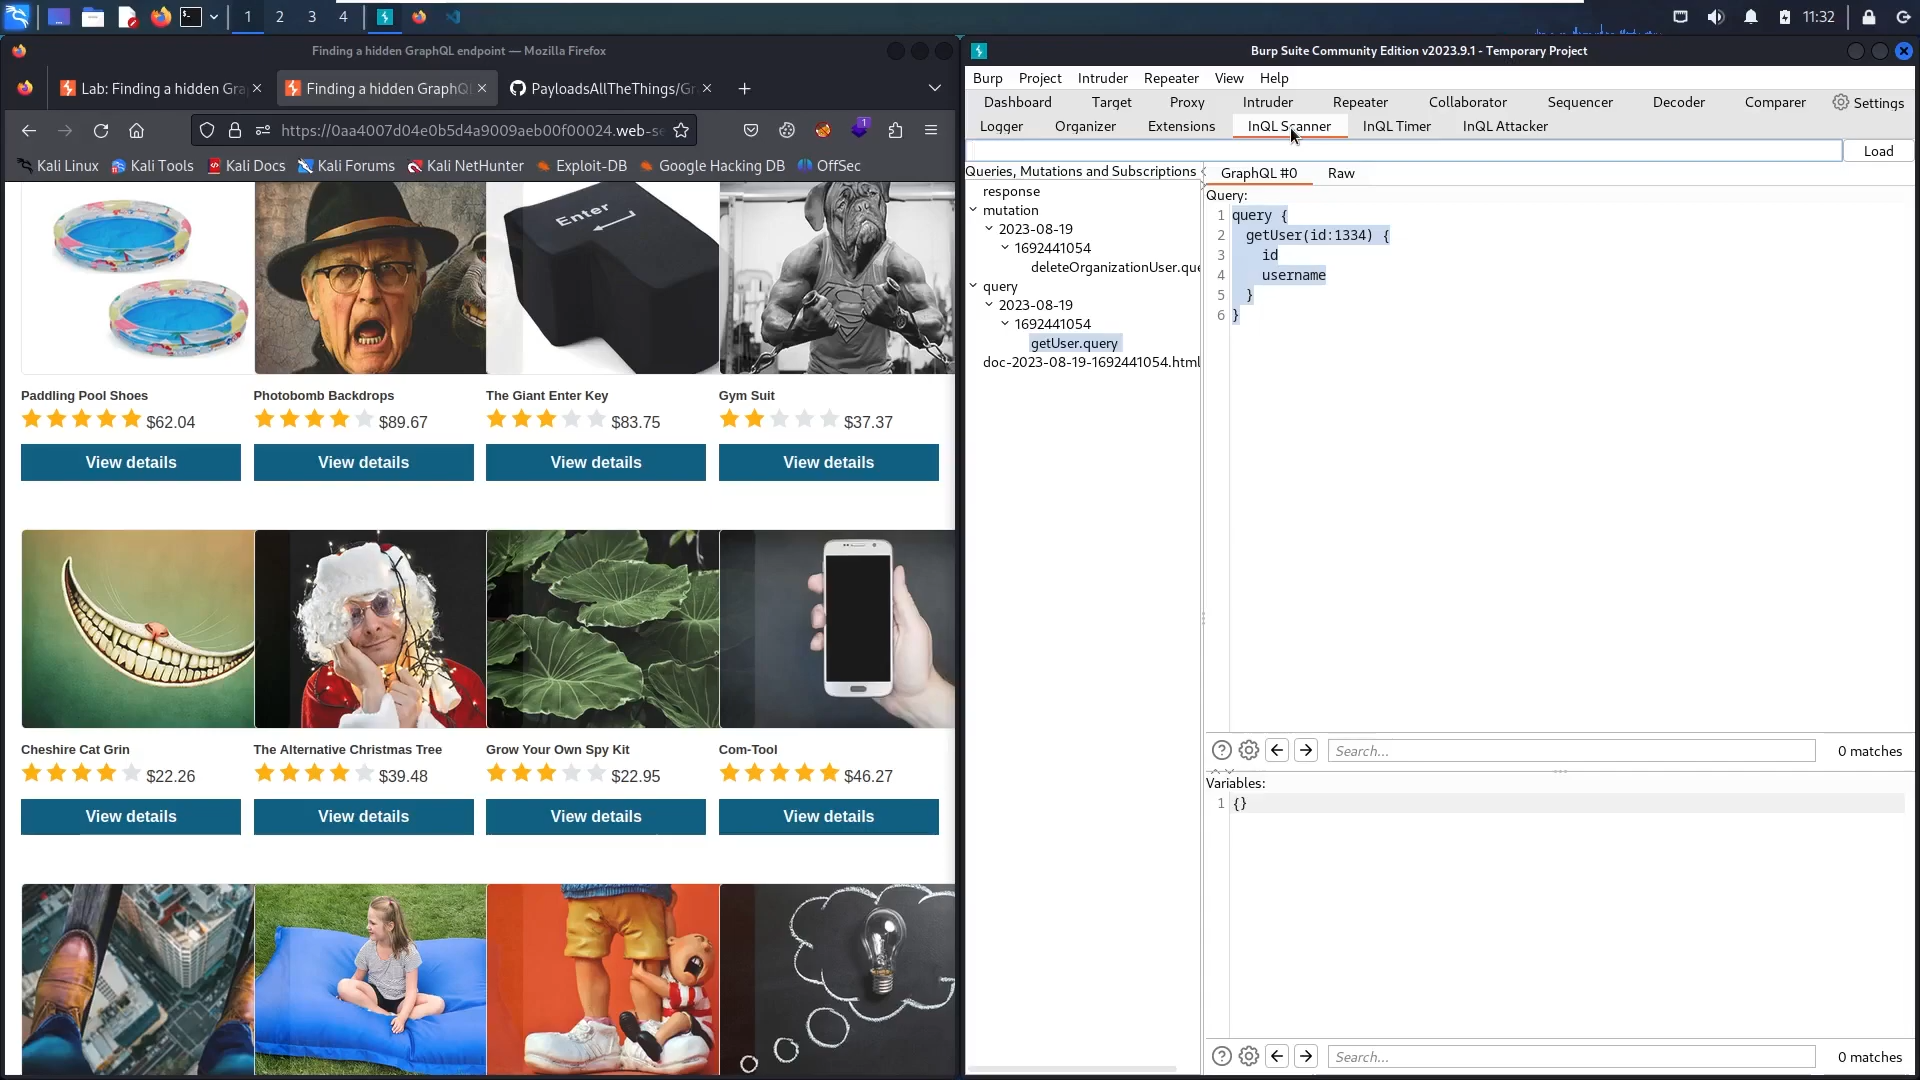 1 2 3 4
11:32
Finding a hidden GraphQL endpoint — Mozilla Firefox
Lab: Finding a hidden Gra
Finding a hidden GraphQL
PayloadsAllTheThings/Gr
https://0aa4007d04e0b5d4a9009aeb00f00024.web-se
1
Kali Linux Kali Tools Kali Docs Kali Forums Kali NetHunter Exploit-DB Google Hacking DB OffSec
Enter
Paddling Pool Shoes
$62.04
View details
Photobomb Backdrops
$89.67
View details
The Giant Enter Key
$83.75
View details
Gym Suit
$37.37
View details
Cheshire Cat Grin
$22.26
View details
The Alternative Christmas Tree
$39.48
View details
Grow Your Own Spy Kit
$22.95
View details
Com-Tool
$46.27
View details
Burp Suite Community Edition v2023.9.1 - Temporary Project
Burp Project Intruder Repeater View Help
Dashboard Target Proxy Intruder Repeater Collaborator Sequencer Decoder Comparer Settings
Logger Organizer Extensions InQL Scanner InQL Timer InQL Attacker
Load
Queries, Mutations and Subscriptions
response
mutation
2023-08-19
1692441054
deleteOrganizationUser.que
query
2023-08-19
1692441054
getUser.query
doc-2023-08-19-1692441054.html
GraphQL #0 Raw
Query:
1 query {
2 getUser(id:1334) {
3 id
4 username
5 }
6 }
Search... 0 matches
Variables:
1 {}
Search... 0 matches